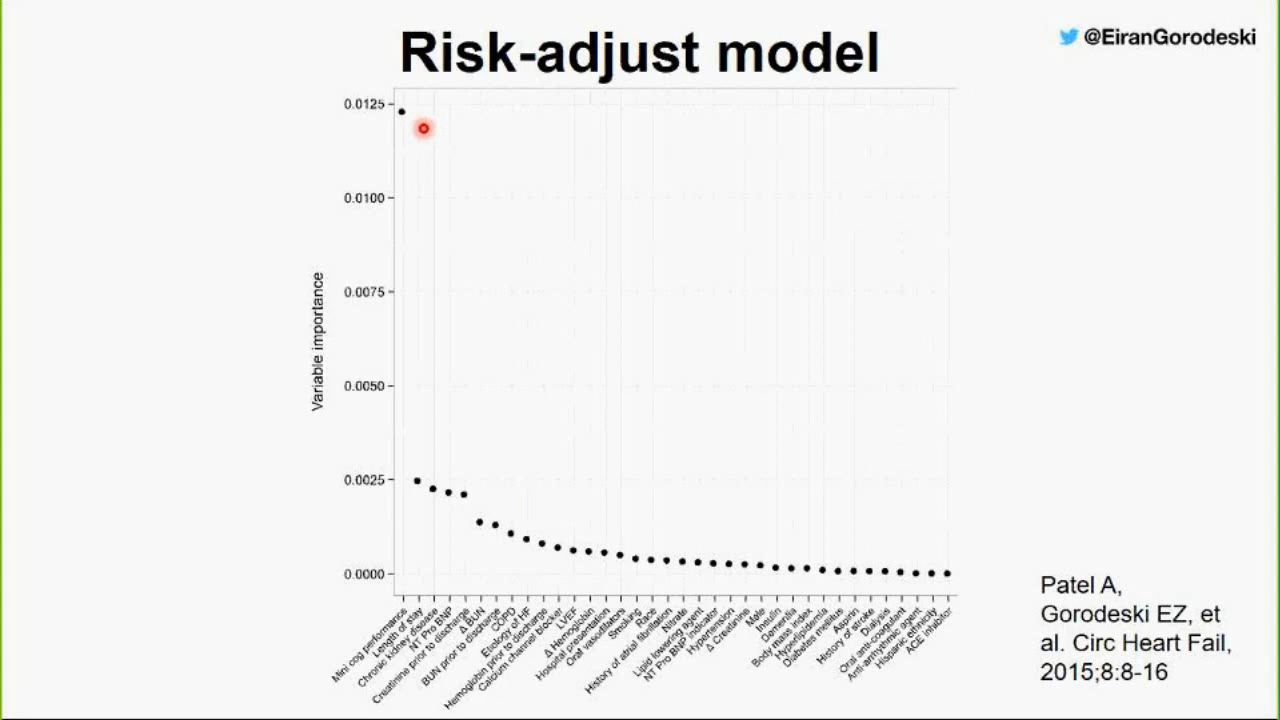 Risk-adjust model
@EiranGorodeski
0.0125
0.0100
0.0075
0.0050
0.0025
0.0000
Variable importance
Mini cog performance
Length of stay
Chronic kidney disease
NT Pro BNP
Creatinine prior to discharge
Δ BUN
BUN prior to discharge
COPD
Etiology of HF
Hemoglobin prior to discharge
Calcium channel blocker
LVEF
Δ Hemoglobin
Hospital presentation
Oral vasodilators
Smoking
Race
History of atrial fibrillation
Nitrate
Lipid lowering agent
NT Pro BNP indicator
Hypertension
Δ Creatinine
Male
Insulin
Dementia
Body mass index
Hyperlipidemia
Diabetes mellitus
Aspirin
History of stroke
Dialysis
Oral anti-coagulant
Anti-arrhythmic agent
Hispanic ethnicity
ACE inhibitor
Patel A,
Gorodeski EZ, et
al. Circ Heart Fail,
2015;8:8-16